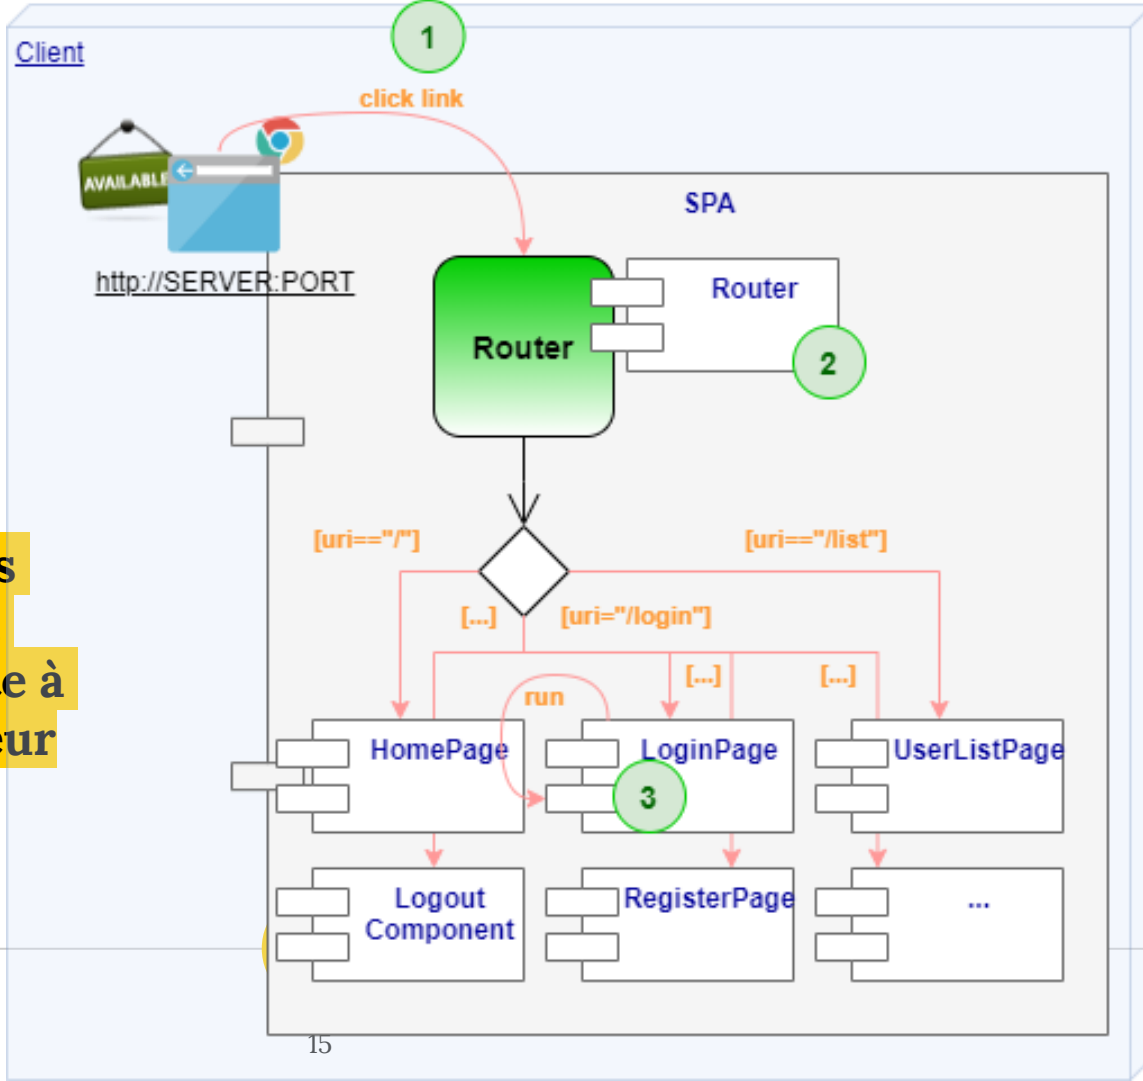 Client
1
click link
AVAILABLE
http://SERVER:PORT
SPA
Router
Router
2
[uri=="/"]
[uri=="/list"]
[...]
[uri="/login"]
s
e à
eur
[...]
[...]
run
HomePage
LoginPage
UserListPage
3
Logout
Component
RegisterPage
...
15